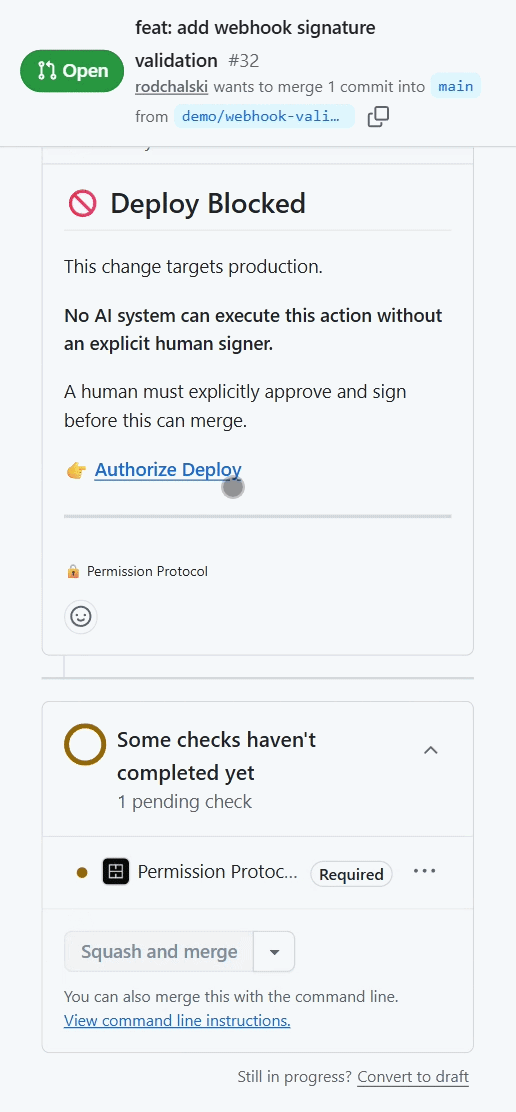 feat: add webhook signature
validation #32
Open
rodchalski wants to merge 1 commit into main
from demo/webhook-vali…
Deploy Blocked
This change targets production.
No AI system can execute this action without
an explicit human signer.
A human must explicitly approve and sign
before this can merge.
👉 Authorize Deploy
🔒 Permission Protocol
Some checks haven't
completed yet
1 pending check
Permission Protoc… Required
Squash and merge
You can also merge this with the command line.
View command line instructions.
Still in progress? Convert to draft